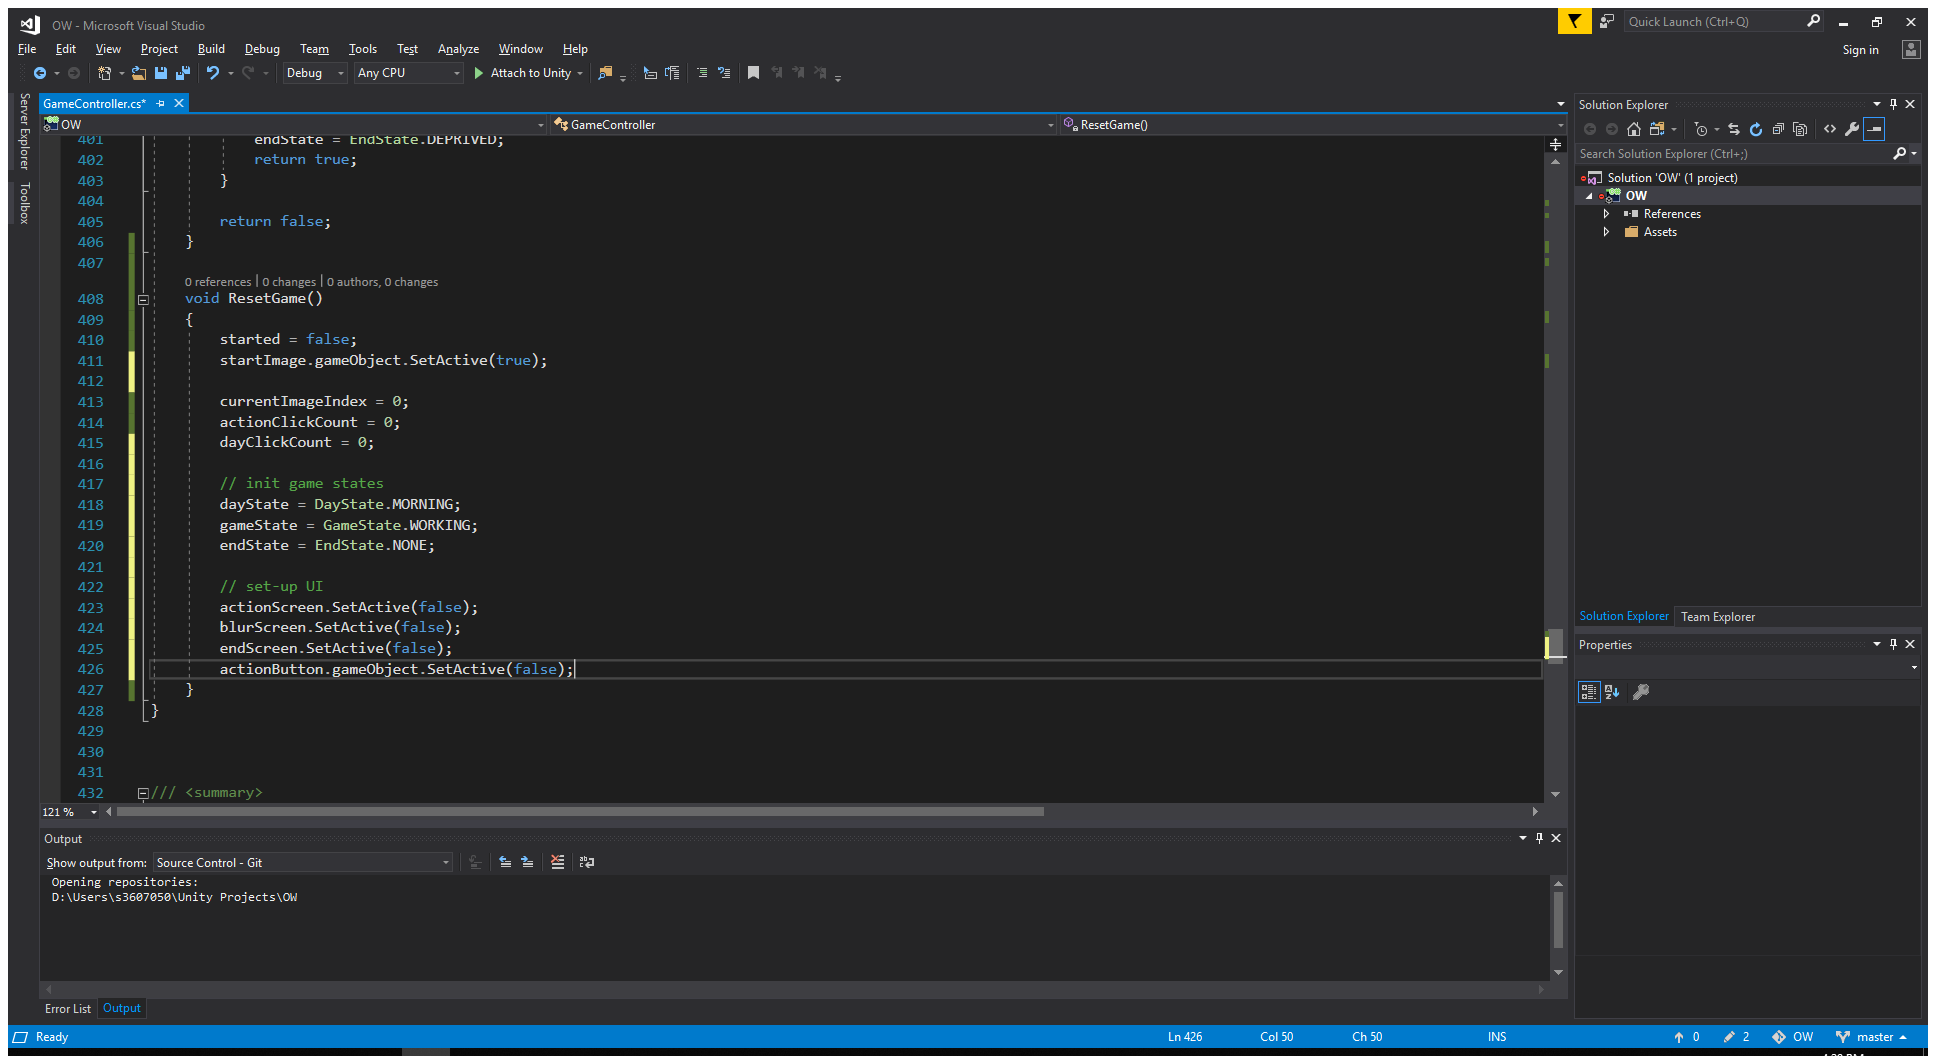 OW - Microsoft Visual Studio
Quick Launch (Ctrl+Q)
File Edit View Project Build Debug Team Tools Test Analyze Window Help
Sign in
Debug Any CPU Attach to Unity
Server Explorer
Toolbox
GameController.cs*
OW GameController ResetGame()
401 endState = EndState.DEPRIVED;
402 return true;
403 }
404
405 return false;
406 }
407
0 references | 0 changes | 0 authors, 0 changes
408 void ResetGame()
409 {
410 started = false;
411 startImage.gameObject.SetActive(true);
412
413 currentImageIndex = 0;
414 actionClickCount = 0;
415 dayClickCount = 0;
416
417 // init game states
418 dayState = DayState.MORNING;
419 gameState = GameState.WORKING;
420 endState = EndState.NONE;
421
422 // set-up UI
423 actionScreen.SetActive(false);
424 blurScreen.SetActive(false);
425 endScreen.SetActive(false);
426 actionButton.gameObject.SetActive(false);
427 }
428 }
429
430
431
432 /// <summary>
121 %
Output
Show output from: Source Control - Git
Opening repositories:
D:\Users\s3607050\Unity Projects\OW
Error List Output
Solution Explorer
Search Solution Explorer (Ctrl+;)
Solution 'OW' (1 project)
OW
References
Assets
Solution Explorer Team Explorer
Properties
Ready Ln 426 Col 50 Ch 50 INS 0 2 OW master